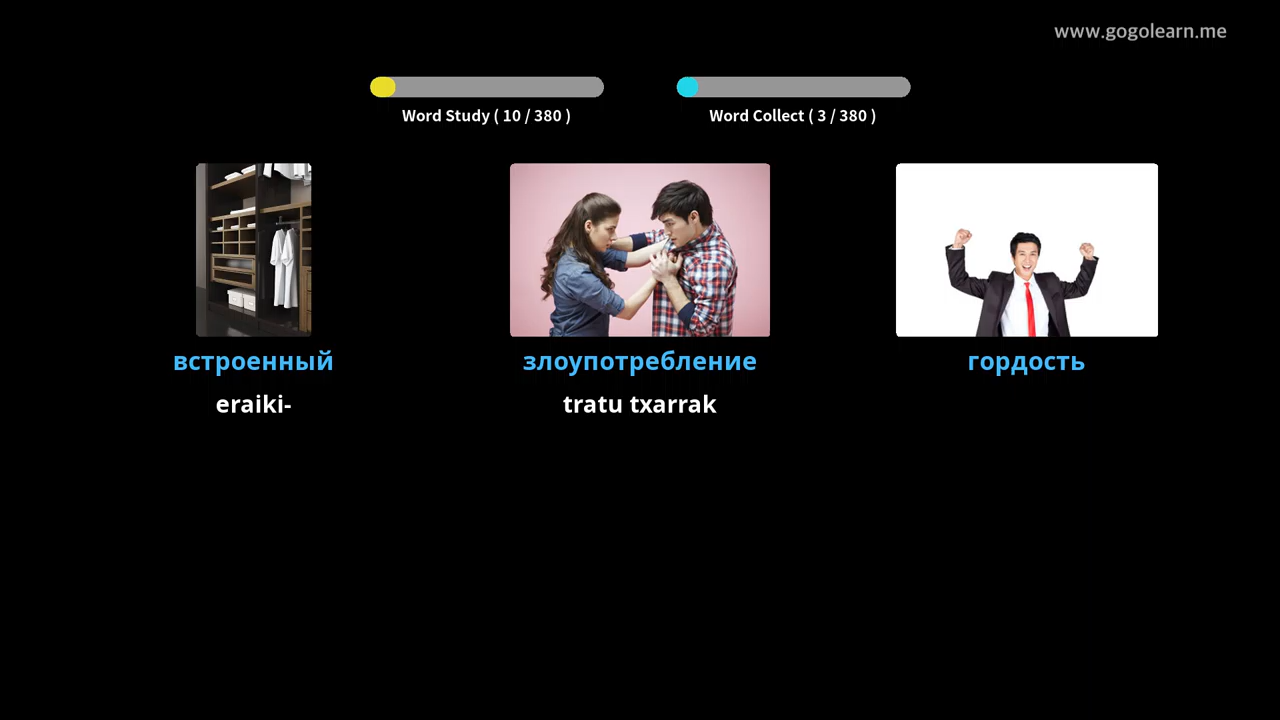 www.gogolearn.me
Word Study ( 10 / 380 )
Word Collect ( 3 / 380 )
встроенный
злоупотребление
гордость
eraiki-
tratu txarrak